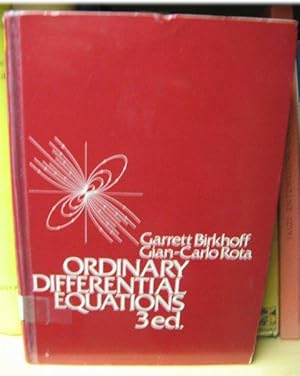 Garrett Birkhoff
Gian-Carlo Rota
ORDINARY
DIFFERENTIAL
EQUATIONS
3 ed.